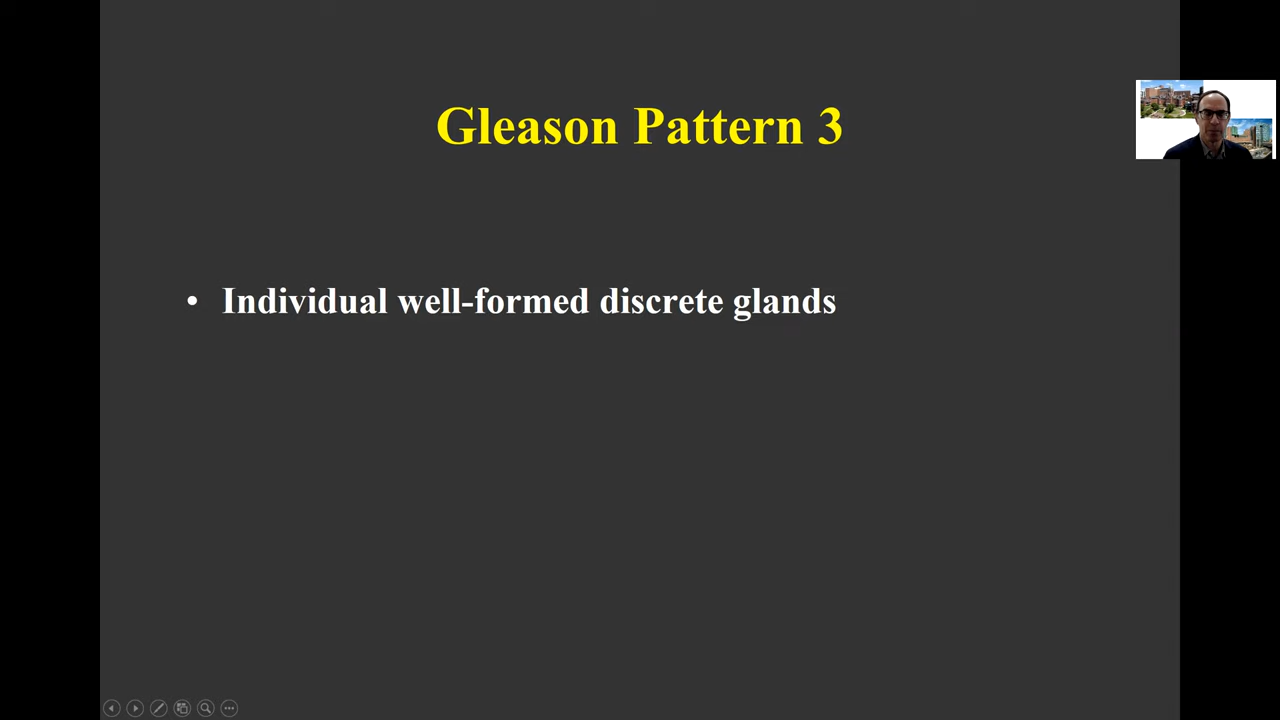 Gleason Pattern 3
• Individual well-formed discrete glands